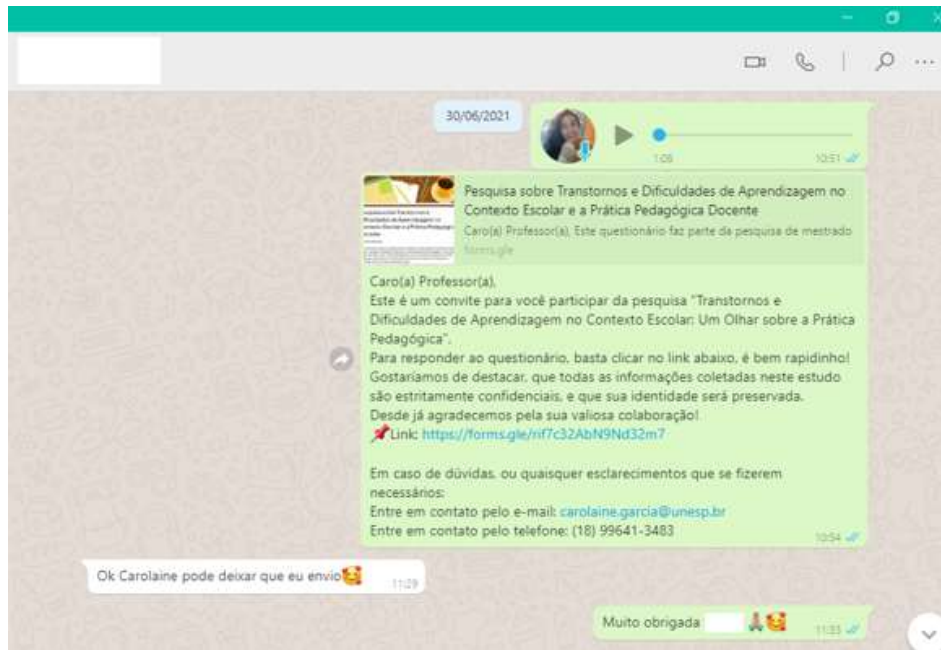 30/06/2021
1:08
10:51
Pesquisa sobre Transtornos e Dificuldades de Aprendizagem no
Contexto Escolar e a Prática Pedagógica Docente
Caro(a) Professor(a), Este questionário faz parte da pesquisa de mestrado
forms.gle
Caro(a) Professor(a),
Este é um convite para você participar da pesquisa "Transtornos e
Dificuldades de Aprendizagem no Contexto Escolar: Um Olhar sobre a Prática
Pedagógica".
Para responder ao questionário, basta clicar no link abaixo, é bem rapidinho!
Gostaríamos de destacar, que todas as informações coletadas neste estudo
são estritamente confidenciais, e que sua identidade será preservada.
Desde já agradecemos pela sua valiosa colaboração!
📌Link: https://forms.gle/rif7c32AbN9Nd32m7
Em caso de dúvidas, ou quaisquer esclarecimentos que se fizerem
necessários:
Entre em contato pelo e-mail: carolaine.garcia@unesp.br
Entre em contato pelo telefone: (18) 99641-3483
10:54
Ok Carolaine pode deixar que eu envio🥰
11:29
Muito obrigada 🙏🥰
11:33